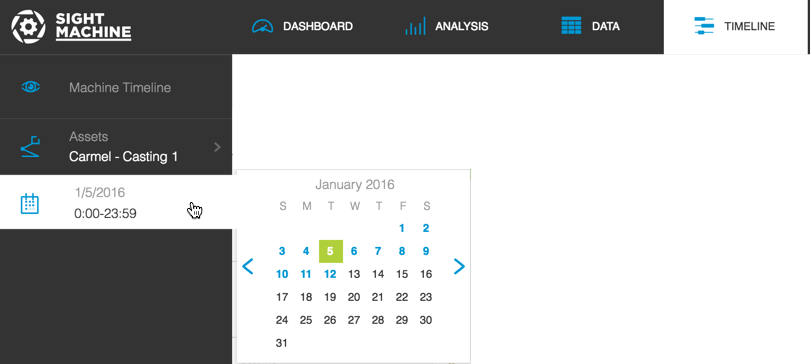 SIGHT
MACHINE
DASHBOARD
ANALYSIS
DATA
TIMELINE
Machine Timeline
Assets
Carmel - Casting 1
1/5/2016
0:00-23:59
January 2016
S M T W T F S
1 2
3 4 5 6 7 8 9
10 11 12 13 14 15 16
17 18 19 20 21 22 23
24 25 26 27 28 29 30
31